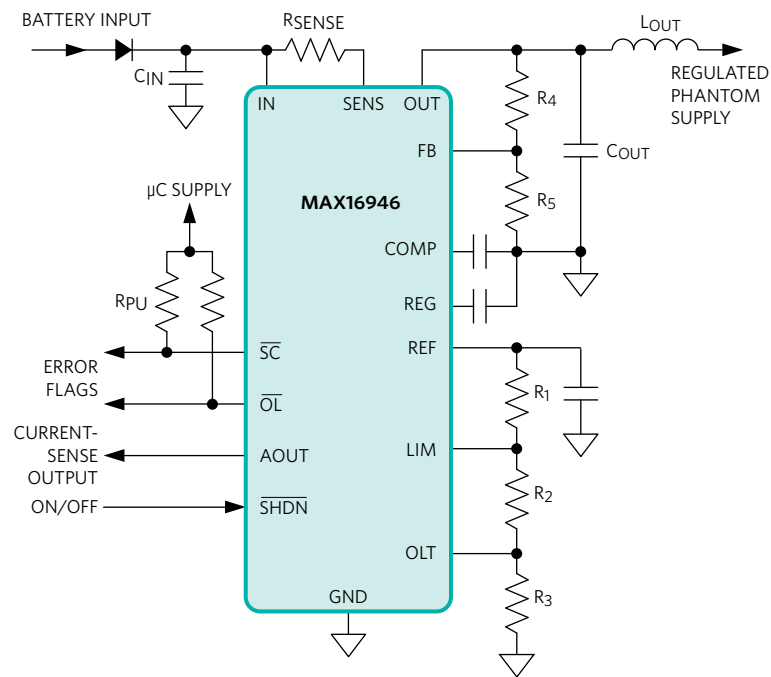 BATTERY INPUT
RSENSE
LOUT
CIN
REGULATED
PHANTOM
SUPPLY
IN
SENS
OUT
R4
FB
COUT
µC SUPPLY
MAX16946
R5
COMP
RPU
REG
SC
REF
ERROR
FLAGS
R1
OL
CURRENT-
SENSE
OUTPUT
AOUT
LIM
ON/OFF
SHDN
R2
OLT
GND
R3